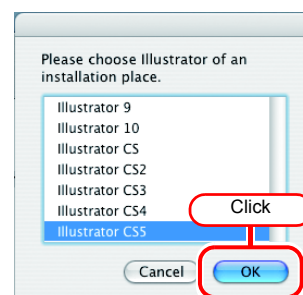 Please choose Illustrator of an
installation place.
Illustrator 9
Illustrator 10
Illustrator CS
Illustrator CS2
Illustrator CS3
Illustrator CS4
Click
Illustrator CS5
Cancel
OK